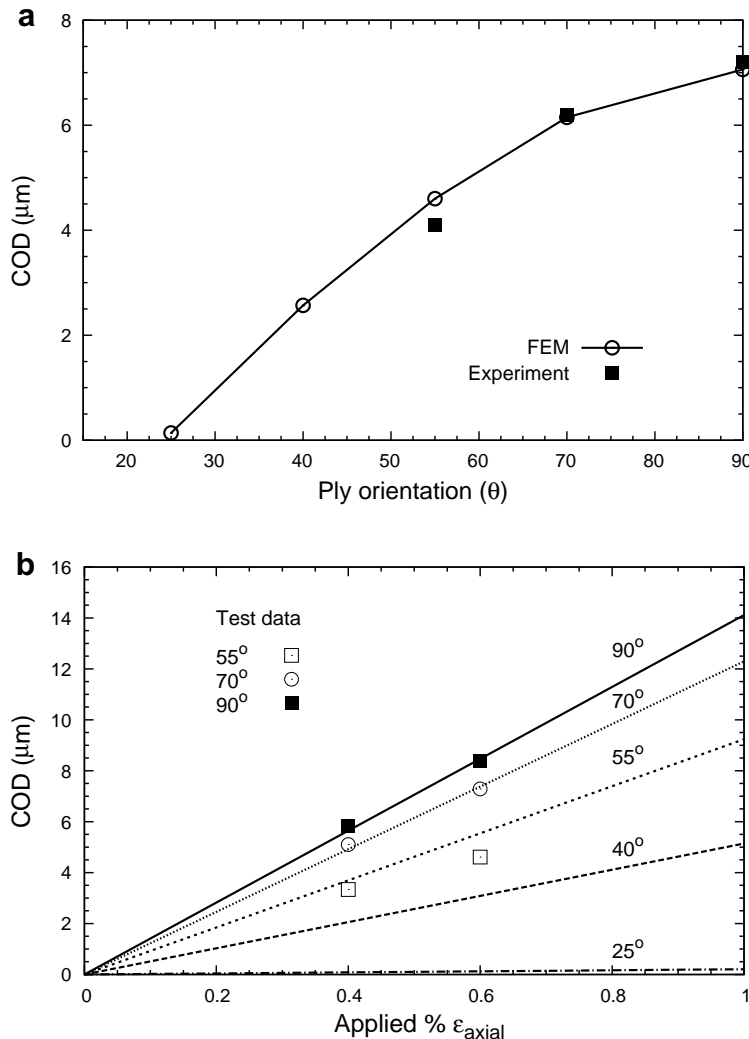 a
8
6
4
2
0
COD (μm)
FEM
Experiment
20 30 40 50 60 70 80 90
Ply orientation (θ)
b
16
14
12
10
8
6
4
2
0
COD (μm)
Test data
55°
70°
90°
90°
70°
55°
40°
25°
0 0.2 0.4 0.6 0.8 1
Applied % εaxial